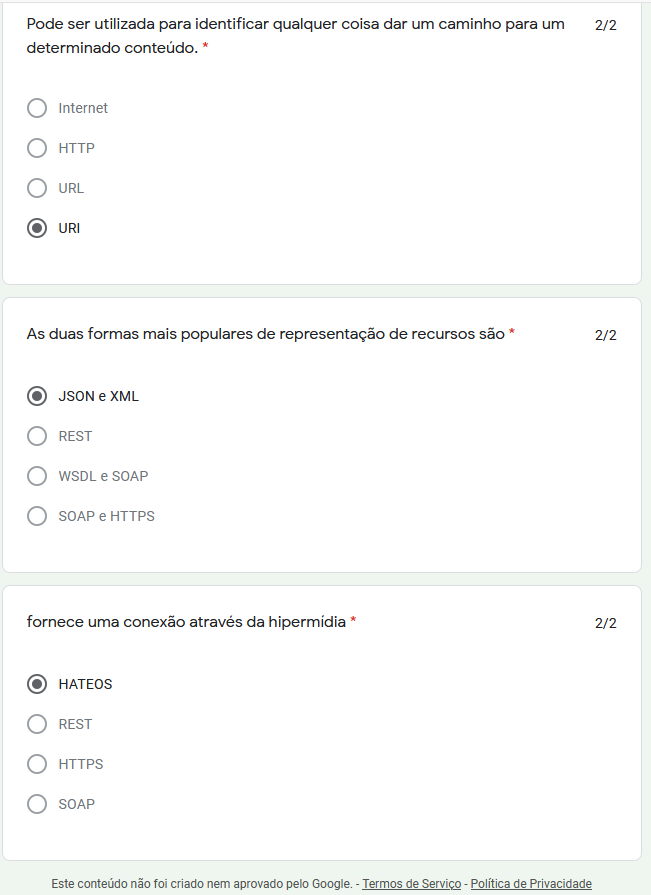 Pode ser utilizada para identificar qualquer coisa dar um caminho para um 2/2
determinado conteúdo. *
Internet
HTTP
URL
URI
As duas formas mais populares de representação de recursos são * 2/2
JSON e XML
REST
WSDL e SOAP
SOAP e HTTPS
fornece uma conexão através da hipermídia * 2/2
HATEOS
REST
HTTPS
SOAP
Este conteúdo não foi criado nem aprovado pelo Google. - Termos de Serviço - Política de Privacidade